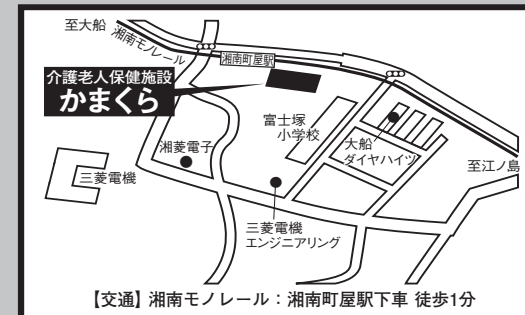 至大船
湘南モノレール
湘南町屋駅
介護老人保健施設
かまくら
富士塚
小学校
湘菱電子
大船
ダイヤハイツ
至江ノ島
三菱電機
三菱電機
エンジニアリング
【交通】湘南モノレール：湘南町屋駅下車 徒歩1分